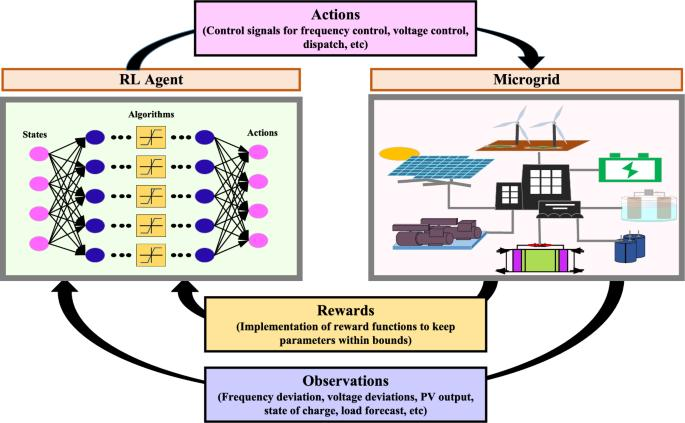 Actions
(Control signals for frequency control, voltage control,
dispatch, etc)
RL Agent
Microgrid
Algorithms
States
Actions
Rewards
(Implementation of reward functions to keep
parameters within bounds)
Observations
(Frequency deviation, voltage deviations, PV output,
state of charge, load forecast, etc)